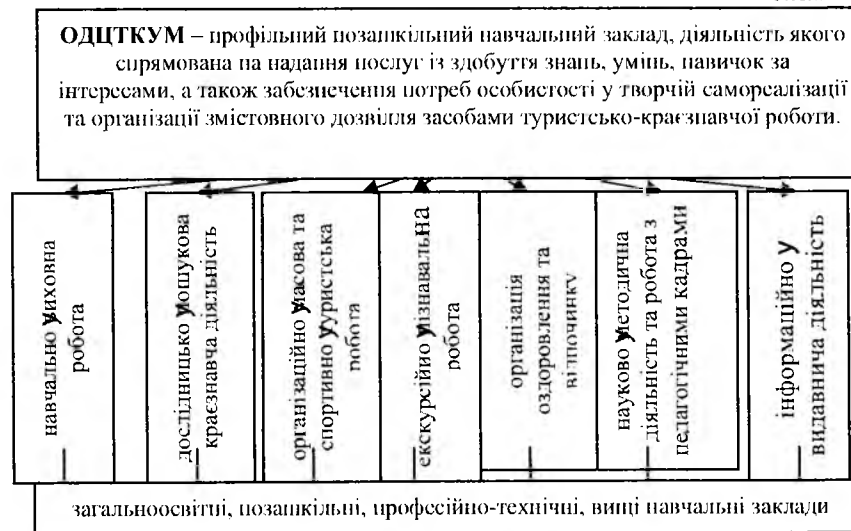 ОДЦТКУМ – профільний позашкільний навчальний заклад, діяльність якого
спрямована на надання послуг із здобуття знань, умінь, навичок за
інтересами, а також забезпечення потреб особистості у творчій самореалізації
та організації змістовного дозвілля засобами туристсько-краєзнавчої роботи.
навчально виховна
робота
дослідницько пошукова
краєзнавча діяльність
організаційно масова та
спортивно туристська
робота
екскурсійно пізнавальна
робота
організація
оздоровлення та
відпочинку
науково методична
діяльність та робота з
педагогічними кадрами
інформаційно у
видавнича діяльність
загальноосвітні, позашкільні, професійно-технічні, вищі навчальні заклади